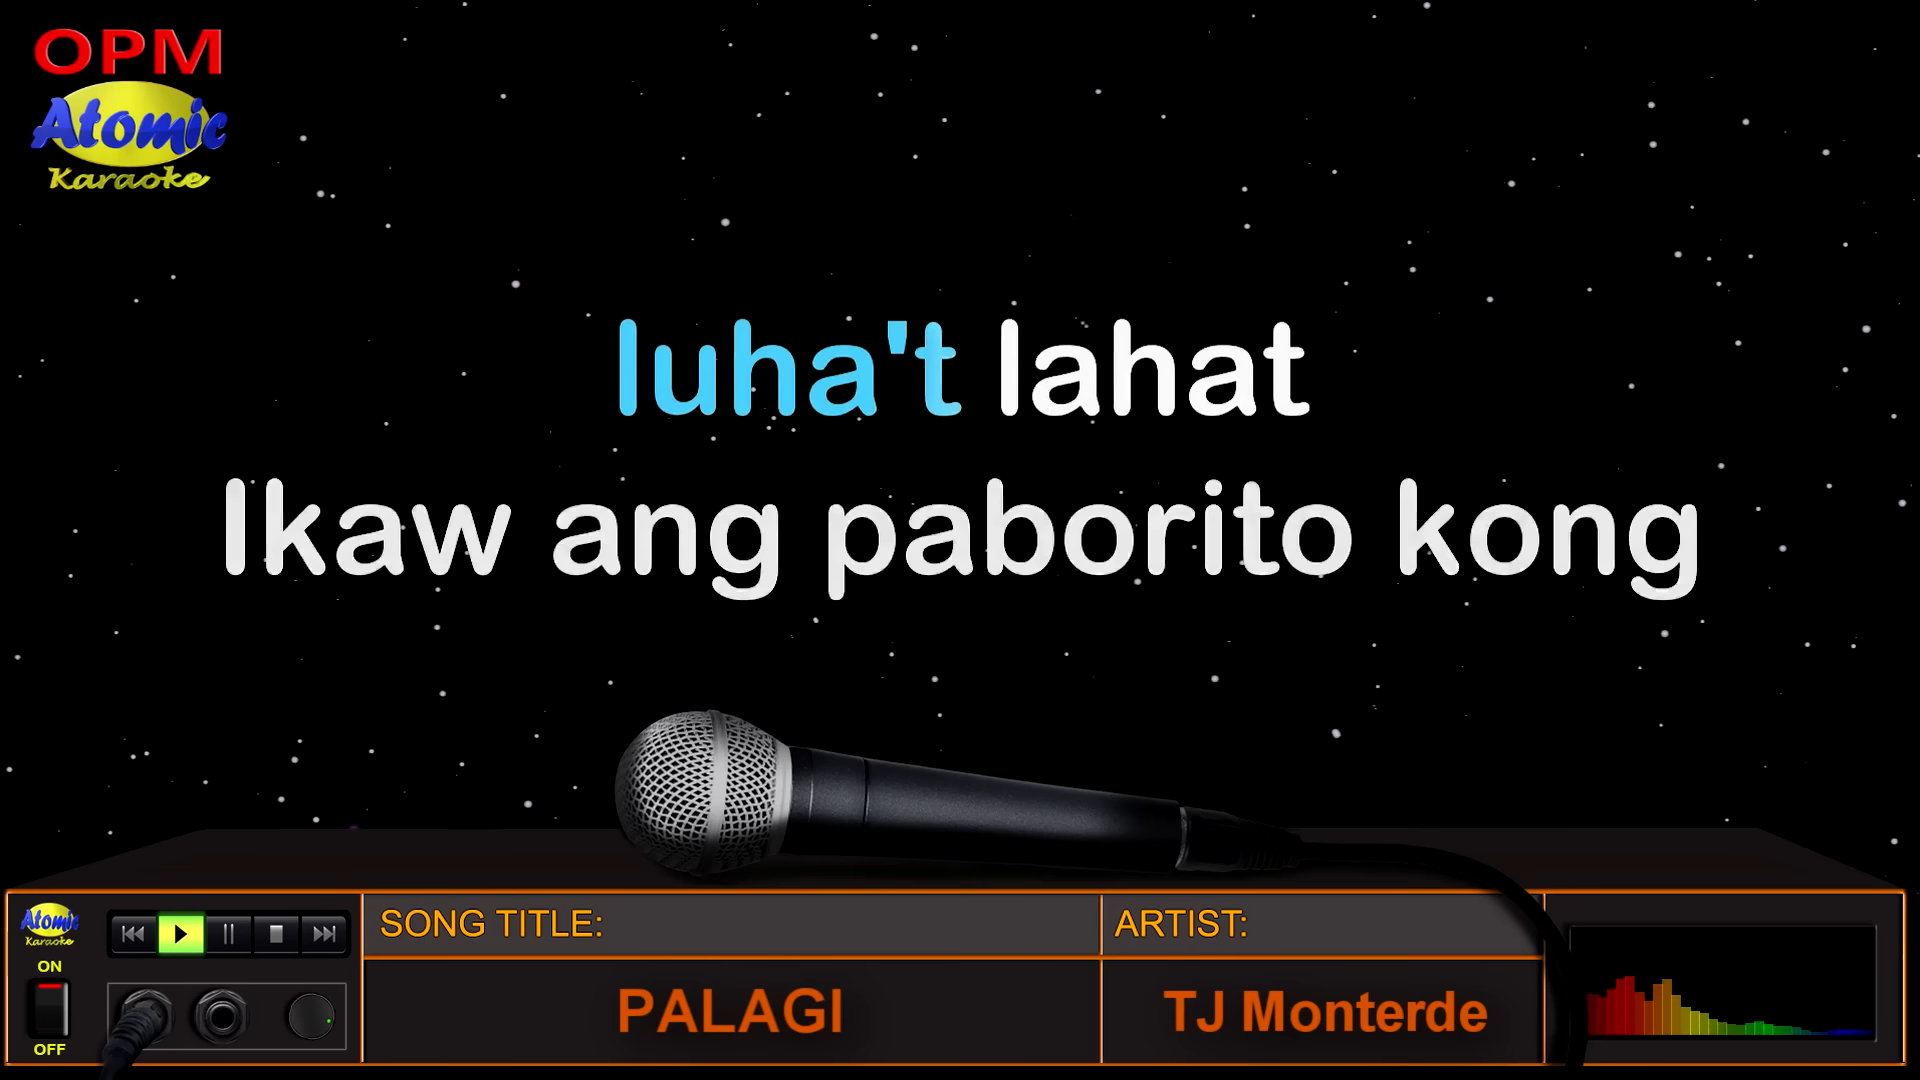 OPM
Atomic
Karaoke
luha't lahat
Ikaw ang paborito kong
Atomic
Karaoke
ON
OFF
SONG TITLE:
PALAGI
ARTIST:
TJ Monterde